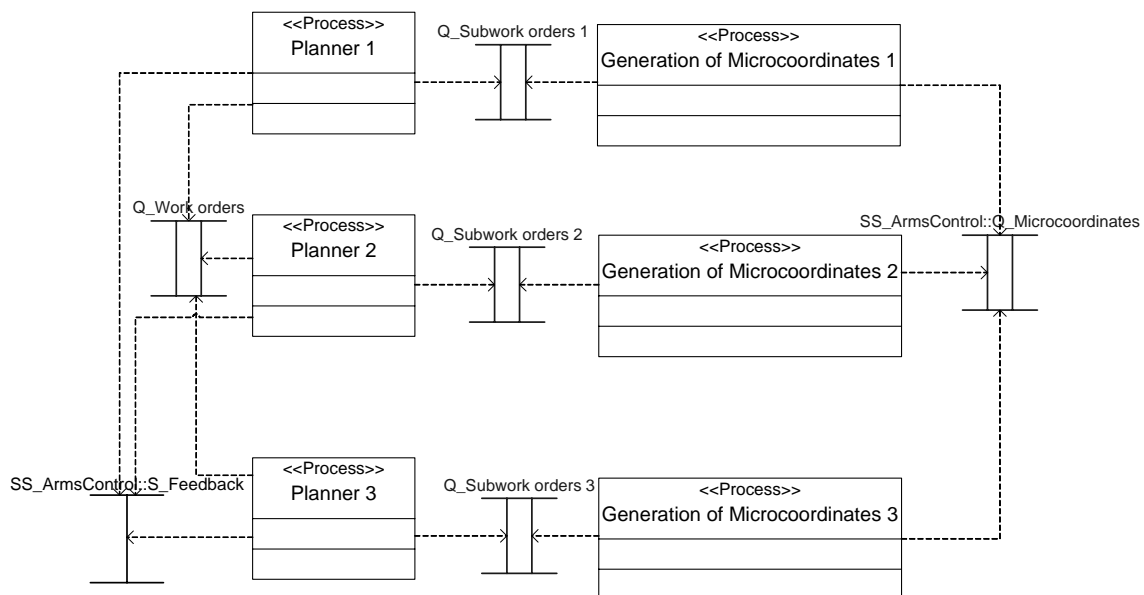 <<Process>>
Planner 1
Q_Subwork orders 1
<<Process>>
Generation of Microcoordinates 1
Q_Work orders
<<Process>>
Planner 2
Q_Subwork orders 2
<<Process>>
Generation of Microcoordinates 2
SS_ArmsControl::Q_Microcoordinates
SS_ArmsControl::S_Feedback
<<Process>>
Planner 3
Q_Subwork orders 3
<<Process>>
Generation of Microcoordinates 3